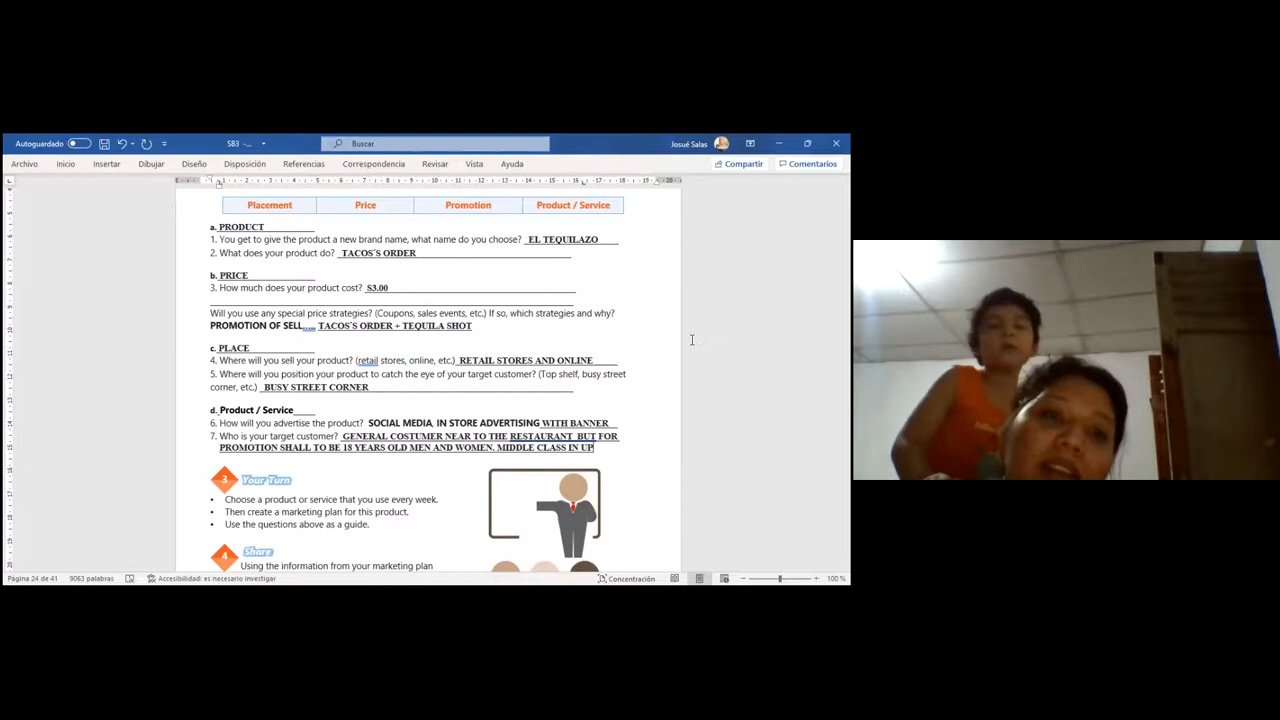 Autoguardado SB3 -... Buscar Josué Salas
Archivo Inicio Insertar Dibujar Diseño Disposición Referencias Correspondencia Revisar Vista Ayuda Compartir Comentarios
Placement Price Promotion Product / Service
a. PRODUCT
1. You get to give the product a new brand name, what name do you choose? EL TEQUILAZO
2. What does your product do? TACOS´S ORDER
b. PRICE
3. How much does your product cost? $3.00
Will you use any special price strategies? (Coupons, sales events, etc.) If so, which strategies and why?
PROMOTION OF SELL..... TACOS´S ORDER + TEQUILA SHOT
c. PLACE
4. Where will you sell your product? (retail stores, online, etc.) RETAIL STORES AND ONLINE
5. Where will you position your product to catch the eye of your target customer? (Top shelf, busy street
corner, etc.) BUSY STREET CORNER
d. Product / Service
6. How will you advertise the product? SOCIAL MEDIA, IN STORE ADVERTISING WITH BANNER
7. Who is your target customer? GENERAL COSTUMER NEAR TO THE RESTAURANT BUT FOR
PROMOTION SHALL TO BE 18 YEARS OLD MEN AND WOMEN. MIDDLE CLASS IN UP
3 Your Turn
• Choose a product or service that you use every week.
• Then create a marketing plan for this product.
• Use the questions above as a guide.
4 Share
Using the information from your marketing plan
Página 24 de 41 9063 palabras Accesibilidad: es necesario investigar Concentración 100 %